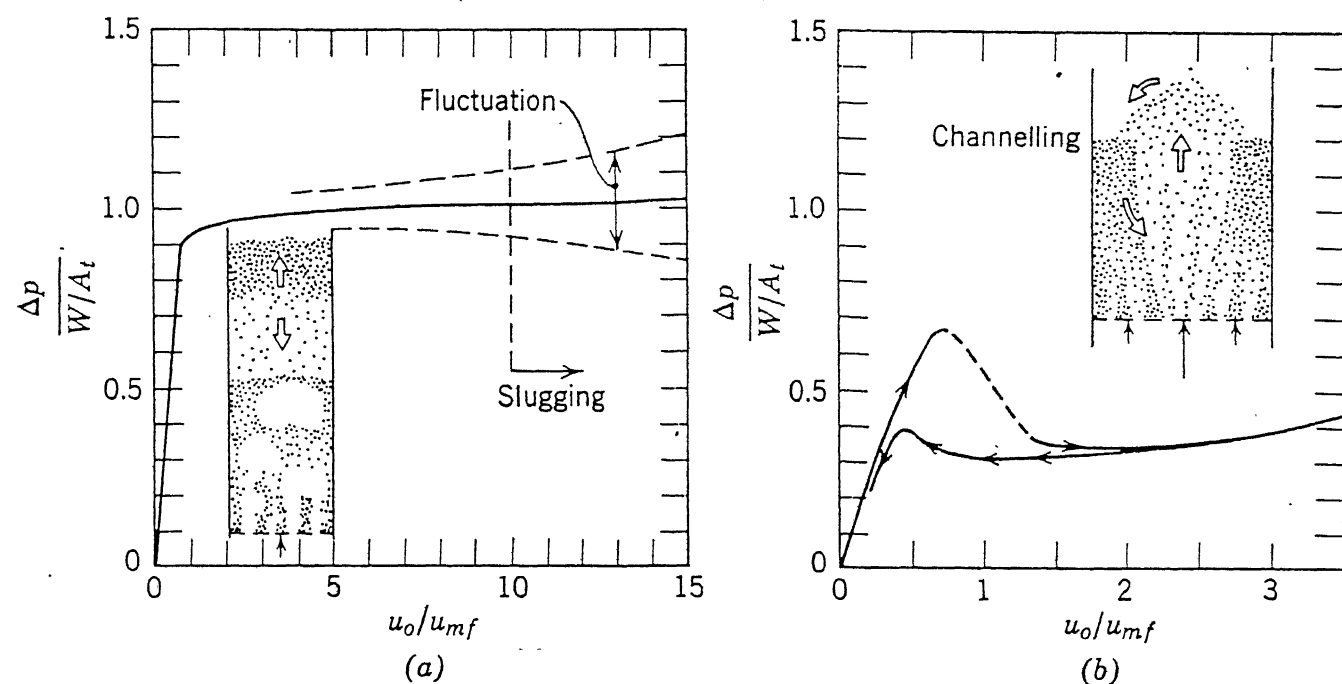 1.5
1.0
0.5
0
Δp
W/A_t
Fluctuation
Slugging
0
5
10
15
u_o/u_mf
(a)
1.5
1.0
0.5
0
Δp
W/A_t
Channelling
0
1
2
3
u_o/u_mf
(b)